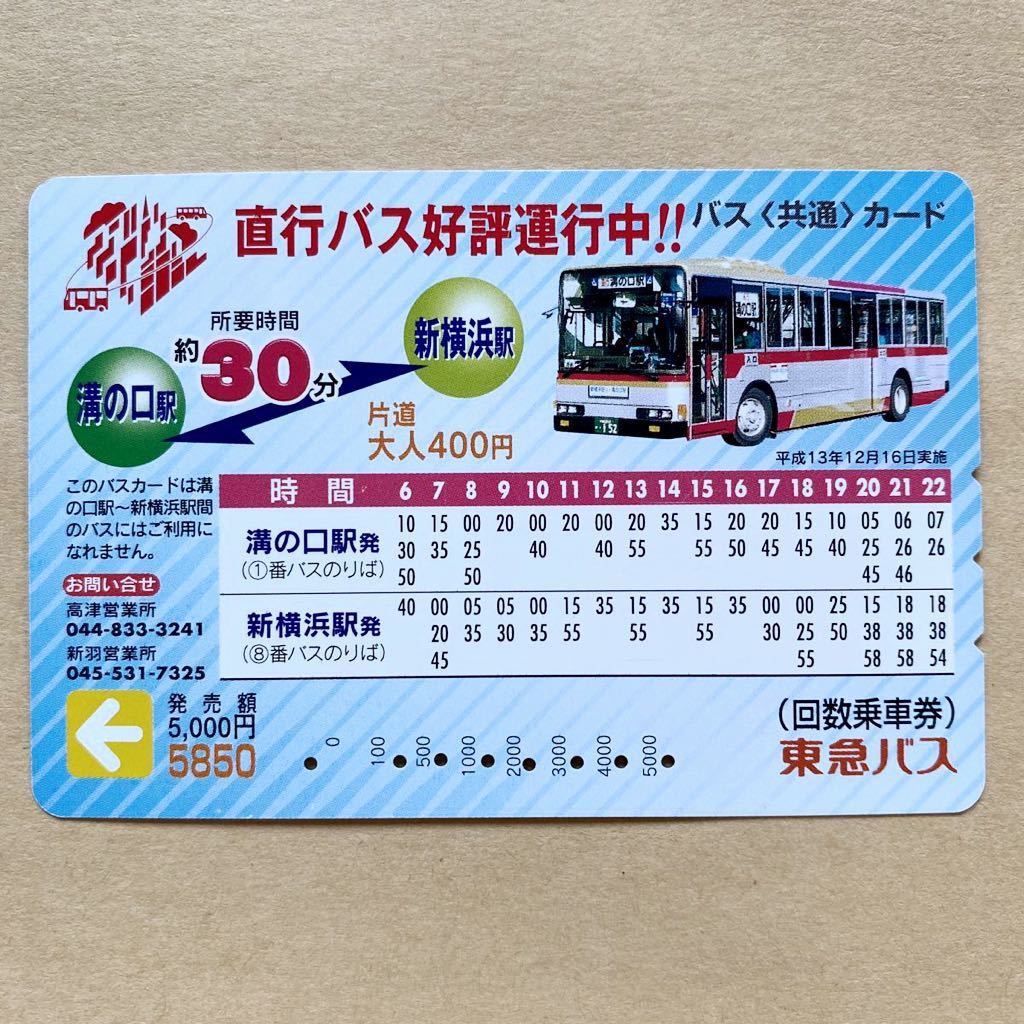 直行バス好評運行中!!
バス〈共通〉カード
所要時間
約30分
溝の口駅
新横浜駅
片道
大人400円
溝の口駅
入口
152
平成13年12月16日実施
このバスカードは溝
の口駅～新横浜駅間
のバスにはご利用に
なれません。
お問い合せ
高津営業所
044-833-3241
新羽営業所
045-531-7325
時間 6 7 8 9 10 11 12 13 14 15 16 17 18 19 20 21 22
溝の口駅発 10 15 00 20 00 20 00 20 35 15 20 20 15 10 05 06 07
(①番バスのりば) 30 35 25 40 40 55 55 50 45 45 40 25 26 26
50 50 45 46
新横浜駅発 40 00 05 05 00 15 35 15 35 15 35 00 00 25 15 18 18
(⑧番バスのりば) 20 35 30 35 55 55 55 30 25 50 38 38 38
45 55 58 58 54
発売額
5,000円
5850
0 100 500 1000 2000 3000 4000 5000
(回数乗車券)
東急バス